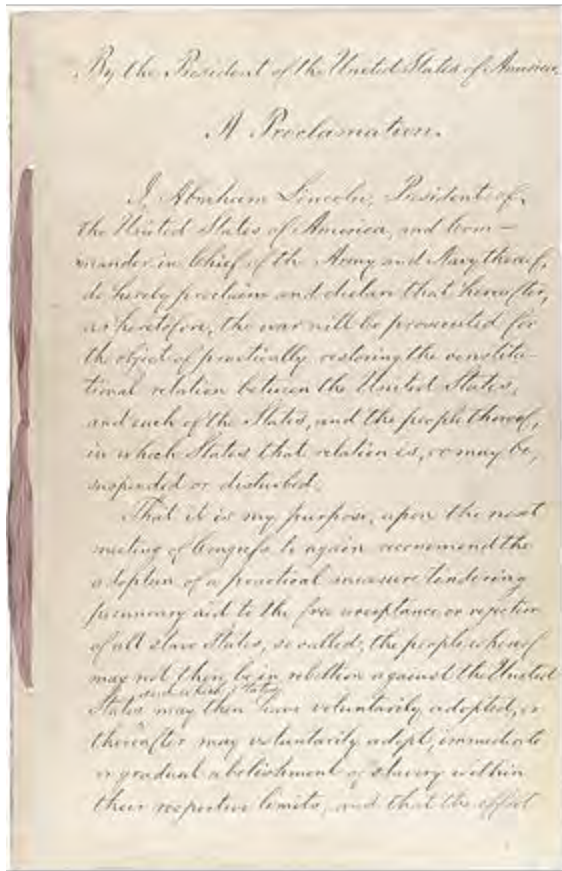 By the President of the United States of America
A Proclamation.
I, Abraham Lincoln, President of
the United States of America, and Com-
mander in Chief of the Army and Navy thereof,
do hereby proclaim and declare that hereafter,
as heretofore, the war will be prosecuted for
the object of practically restoring the constitu-
tional relation between the United States,
and each of the States, and the people thereof,
in which States that relation is, or may be,
suspended or disturbed.
That it is my purpose, upon the next
meeting of Congress to again recommend the
adoption of a practical measure tendering
pecuniary aid to the free acceptance or rejection
of all slave States, so called, the people whereof
may not then be in rebellion against the United
and which States
States may then have voluntarily adopted, or
thereafter may voluntarily adopt, immediate
or gradual abolishment of slavery within
their respective limits, and that the effort